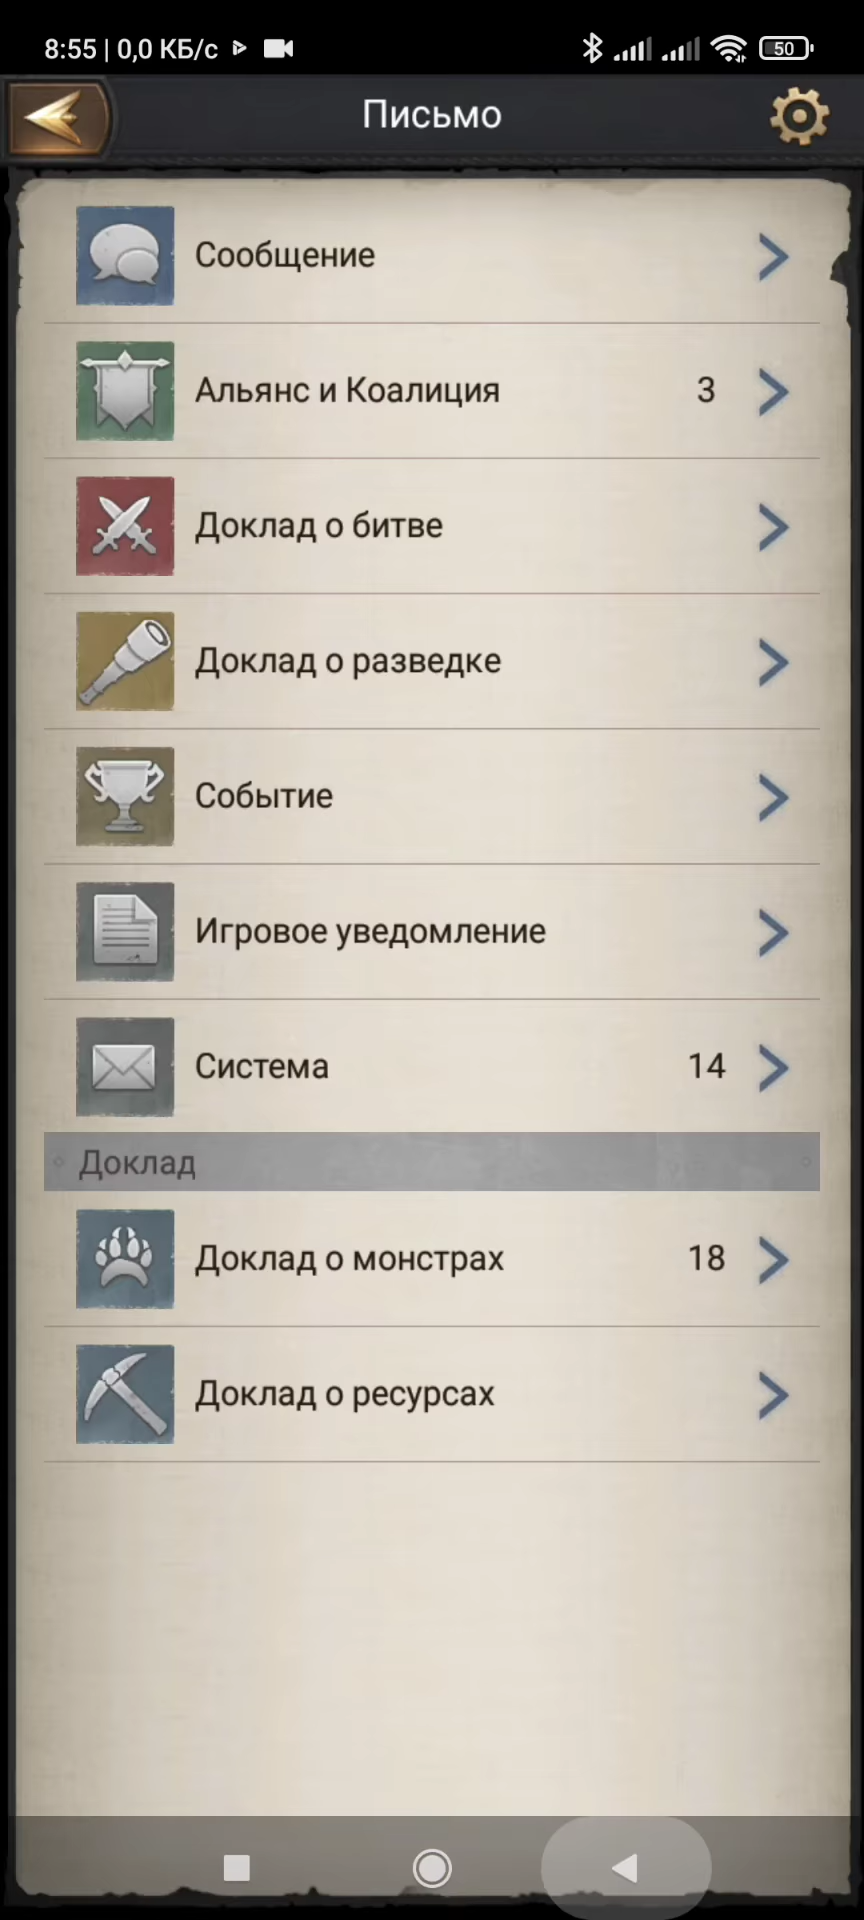 8:55 | 0,0 КБ/с
50
Письмо
Сообщение
Альянс и Коалиция 3
Доклад о битве
Доклад о разведке
Событие
Игровое уведомление
Система 14
Доклад
Доклад о монстрах 18
Доклад о ресурсах